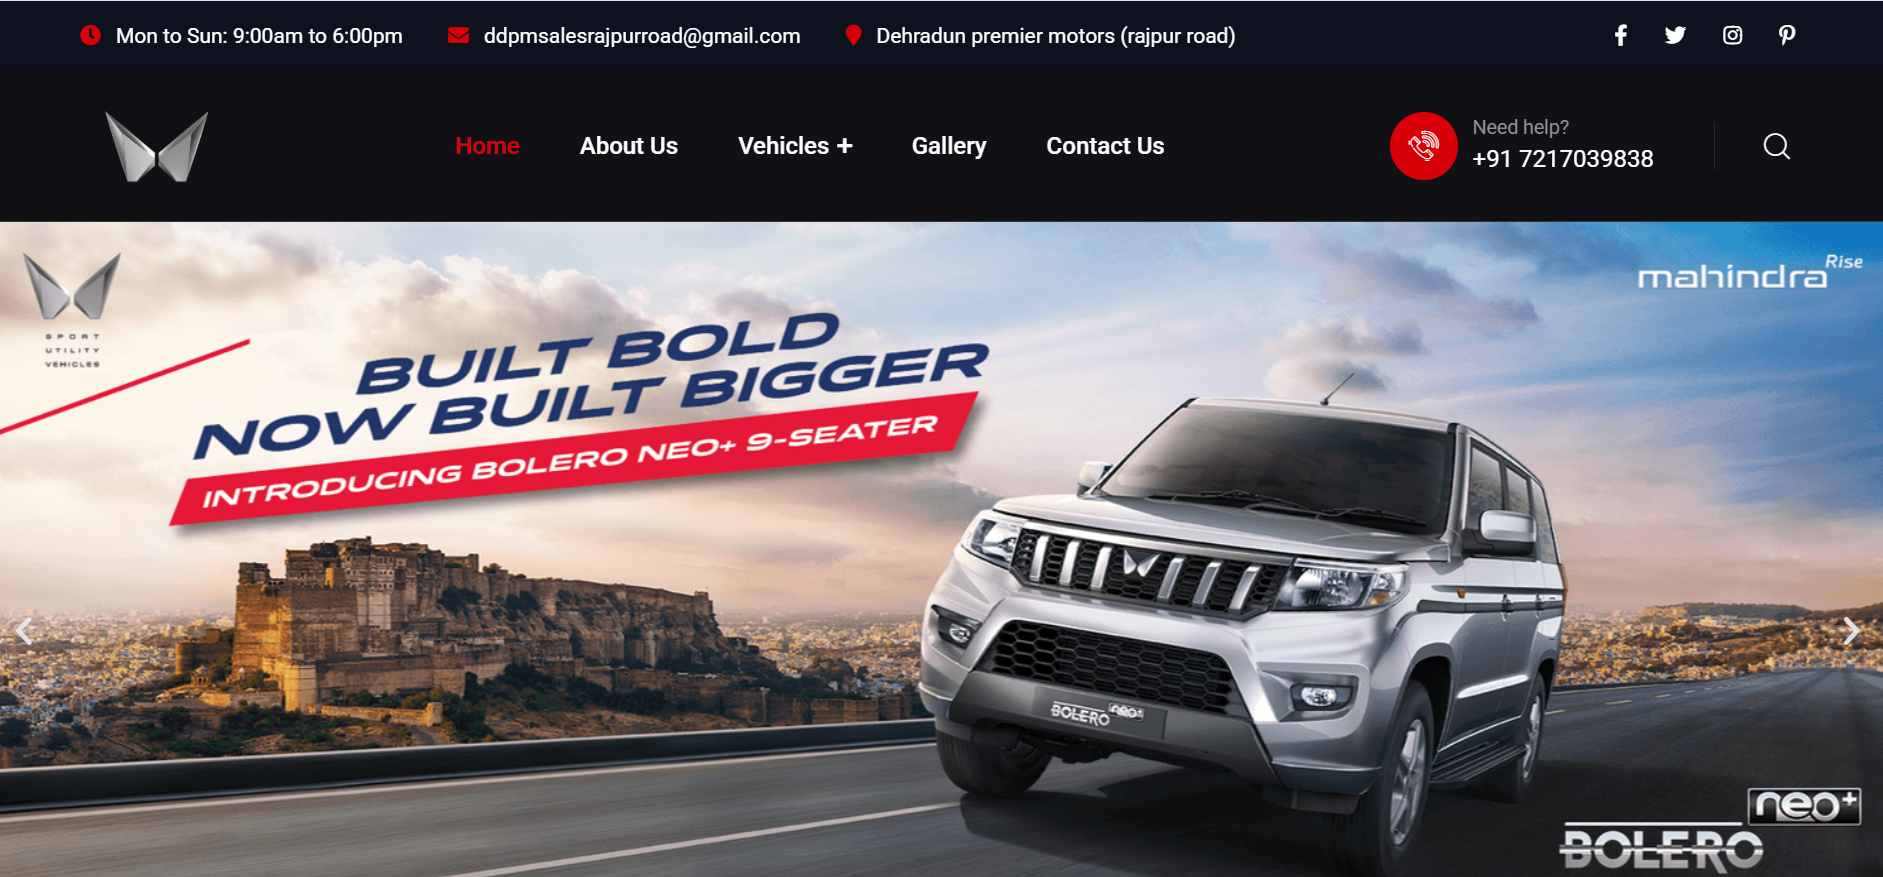 Mon to Sun: 9:00am to 6:00pm
ddpmsalesrajpurroad@gmail.com
Dehradun premier motors (rajpur road)
Home
About Us
Vehicles +
Gallery
Contact Us
Need help?
+91 7217039838
SPORT
UTILITY
VEHICLES
mahindra Rise
BUILT BOLD
NOW BUILT BIGGER
INTRODUCING BOLERO NEO+ 9-SEATER
BOLERO neo+
neo+
BOLERO